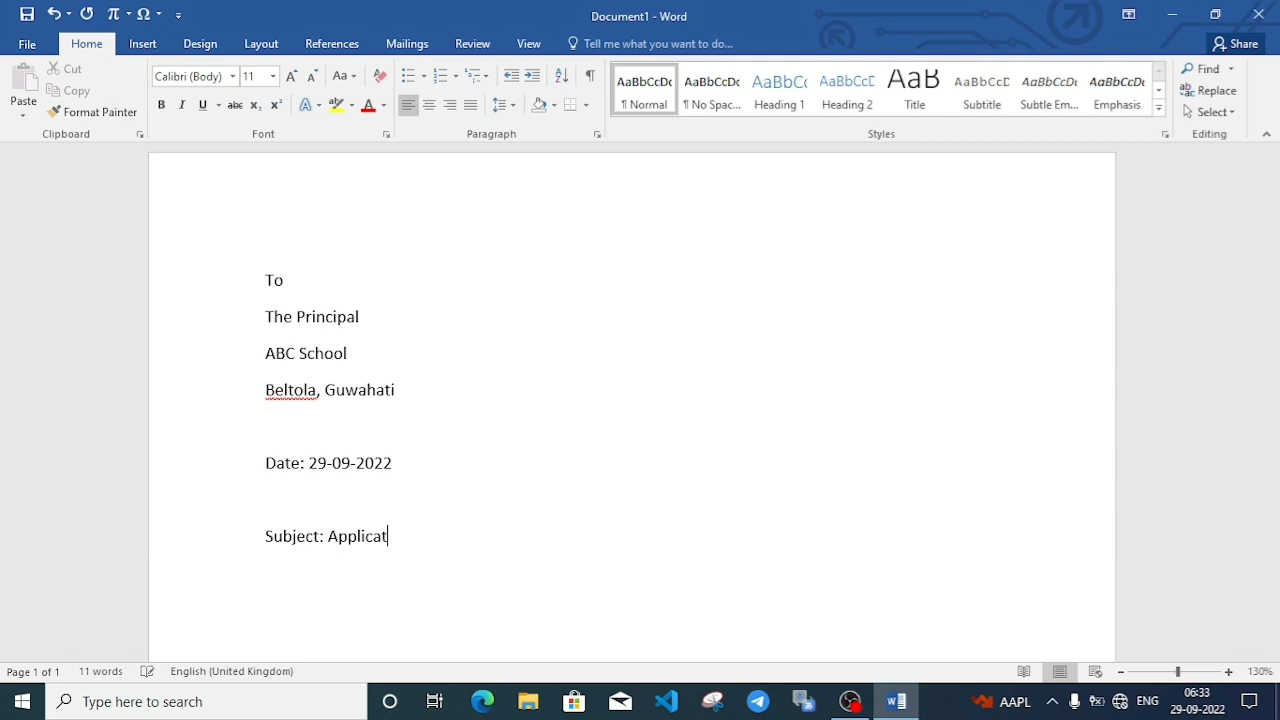 Document1 - Word
File Home Insert Design Layout References Mailings Review View Tell me what you want to do... Share
Paste
Cut
Copy
Format Painter
Clipboard
Calibri (Body) 11
Font
Paragraph
AaBbCcDc AaBbCcDc AaBbCc AaBbCcD AaB AaBbCcD AaBbCcDc AaBbCcDc
¶ Normal ¶ No Spac... Heading 1 Heading 2 Title Subtitle Subtle Em... Emphasis
Styles
Find
Replace
Select
Editing
To
The Principal
ABC School
Beltola, Guwahati
Date: 29-09-2022
Subject: Applicat
Page 1 of 1 11 words English (United Kingdom) 130%
Type here to search AAPL ENG 06:33
29-09-2022